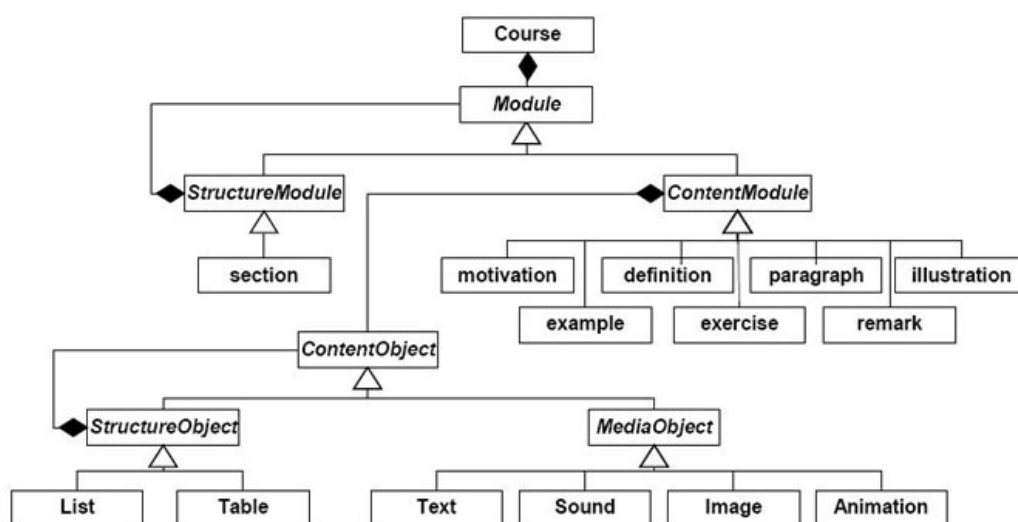 Course
Module
StructureModule
ContentModule
section
motivation
definition
paragraph
illustration
example
exercise
remark
ContentObject
StructureObject
MediaObject
List
Table
Text
Sound
Image
Animation